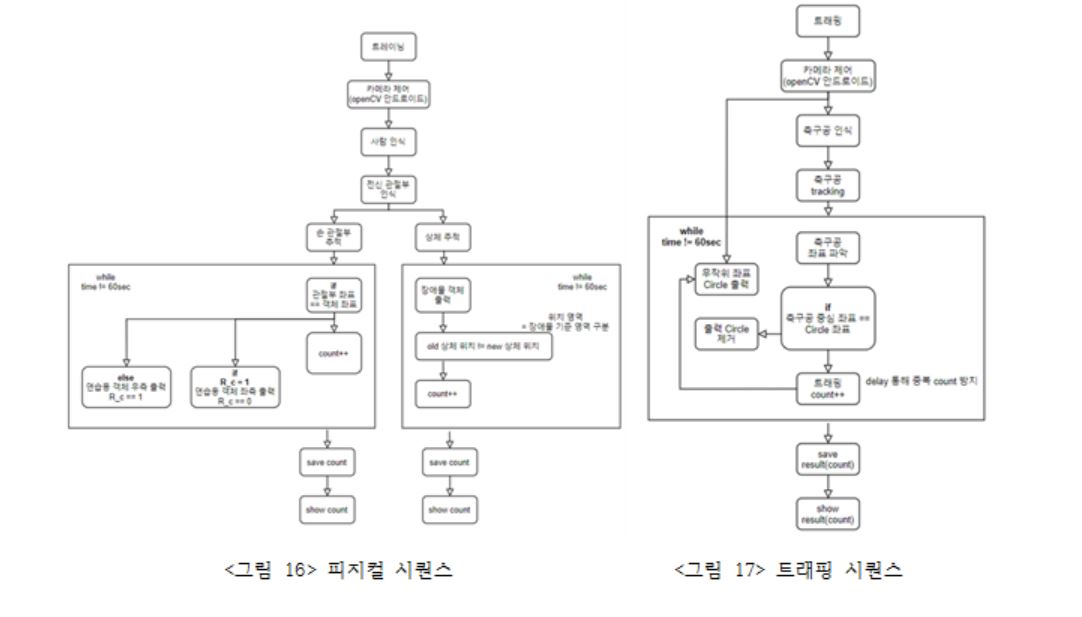 트레이닝
카메라 제어
(openCV 안드로이드)
사람 인식
전신 관절부
인식
손 관절부
추적
상체 추적
while
time != 60sec
if
관절부 좌표
== 객체 좌표
else
연습용 객체 우측 출력
R_c == 1
if
R_c = 1
연습용 객체 좌측 출력
R_c == 0
count++
save count
show count
while
time != 60sec
장애물 객체
출력
위치 영역
= 장애물 기준 영역 구분
old 상체 위치 != new 상체 위치
count++
save count
show count
<그림 16> 피지컬 시퀀스
트래핑
카메라 제어
(openCV 안드로이드)
축구공 인식
축구공
tracking
while
time != 60sec
축구공
좌표 파악
무작위 좌표
Circle 출력
if
축구공 중심 좌표 ==
Circle 좌표
출력 Circle
제거
트래핑
count++
delay 통해 중복 count 방지
save
result(count)
show
result(count)
<그림 17> 트래핑 시퀀스